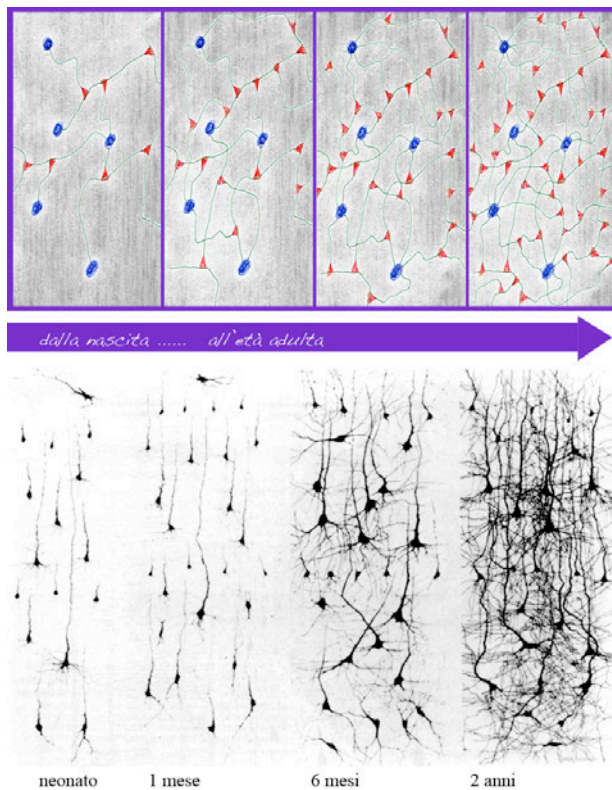 dalla nascita ...... all'età adulta
neonato 1 mese 6 mesi 2 anni